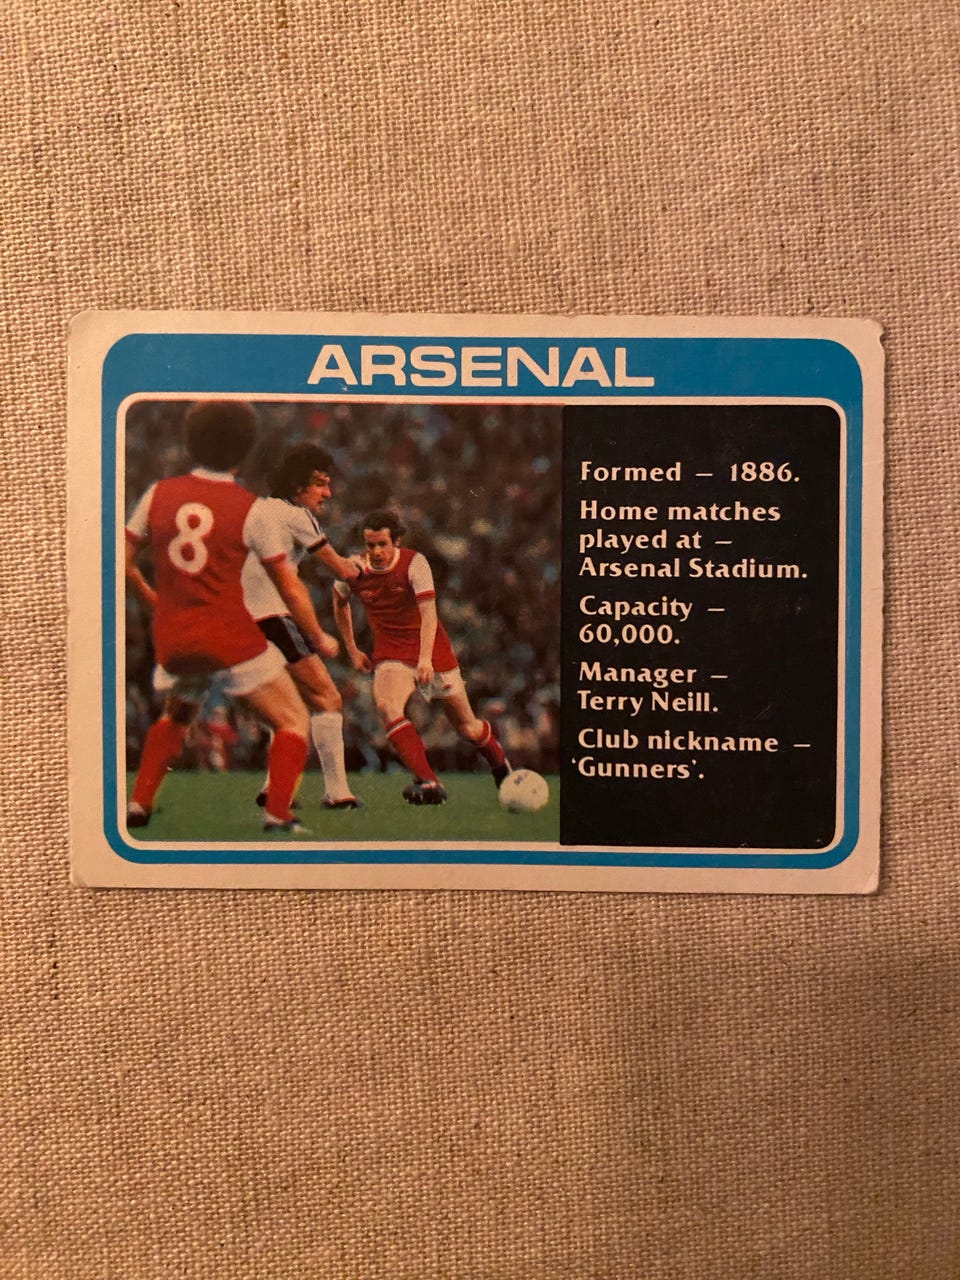 ARSENAL
8
Formed – 1886.
Home matches
played at –
Arsenal Stadium.
Capacity –
60,000.
Manager –
Terry Neill.
Club nickname –
‘Gunners’.